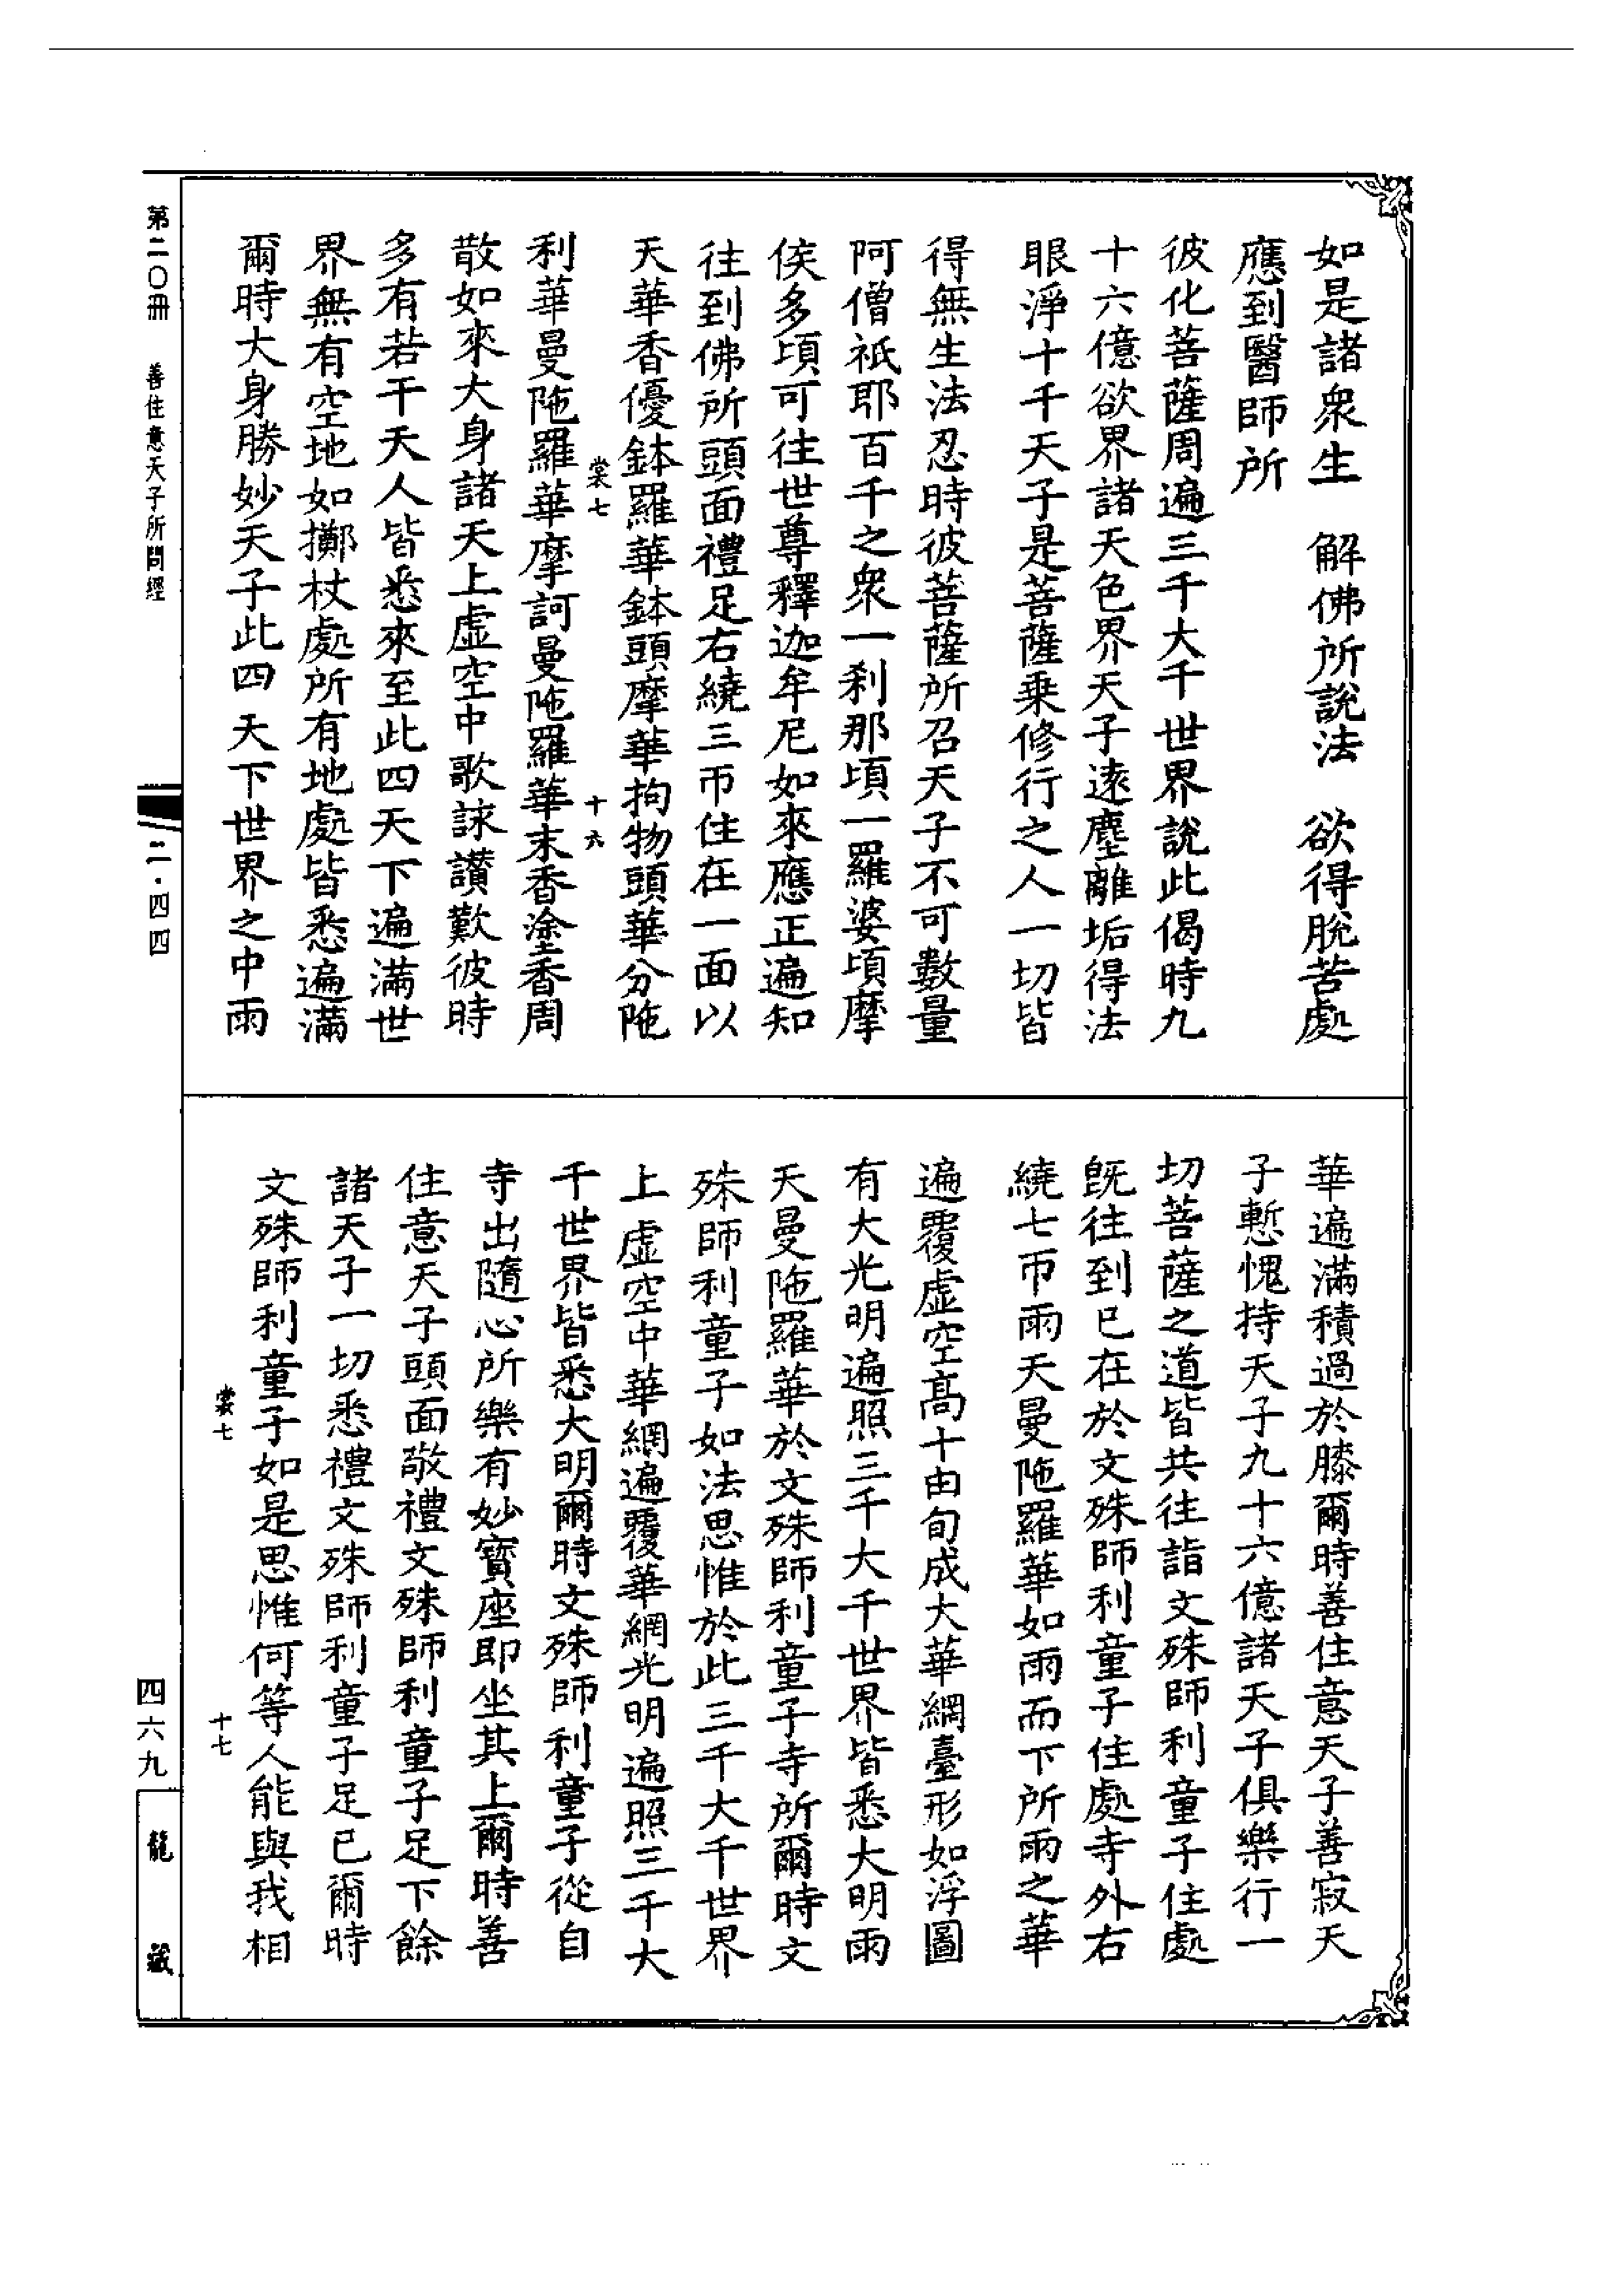 如是諸衆生　解佛所說法　欲得脫苦處
應到醫師所
彼化菩薩周遍三千大千世界說此偈時九
十六億欲界諸天色界天子遠塵離垢得法
眼淨十千天子是菩薩乘修行之人一切皆
得無生法忍時彼菩薩所召天子不可數量
阿僧祇耶百千之衆一刹那頃一羅婆頃摩
侯多頃可往世尊釋迦牟尼如來應正遍知
往到佛所頭面禮足右繞三帀住在一面以
天華香優鉢羅華鉢頭摩華拘物頭華分陁
裳七　十六
利華曼陁羅華摩訶曼陁羅華末香塗香周
散如來大身諸天上虛空中歌詠讚歎彼時
多有若干天人皆悉來至此四天下遍滿世
界無有空地如擲杖處所有地處皆悉遍滿
爾時大身勝妙天子此四天下世界之中雨
華遍滿積過於膝爾時善住意天子善寂天
子慙愧持天子九十六億諸天子俱樂行一
切菩薩之道皆共往詣文殊師利童子住處
既往到已在於文殊師利童子住處寺外右
繞七帀雨天曼陁羅華如雨而下所雨之華
遍覆虛空高十由旬成大華網臺形如浮圖
有大光明遍照三千大千世界皆悉大明雨
天曼陁羅華於文殊師利童子寺所爾時文
殊師利童子如法思惟於此三千大千世界
上虛空中華網遍覆華網光明遍照三千大
千世界皆悉大明爾時文殊師利童子從自
寺出隨心所樂有妙寶座即坐其上爾時善
住意天子頭面敬禮文殊師利童子足下餘
諸天子一切悉禮文殊師利童子足已爾時
文殊師利童子如是思惟何等人能與我相
裳七　十七
第二〇冊　善住意天子所問經
二・四四
四六九
龍藏